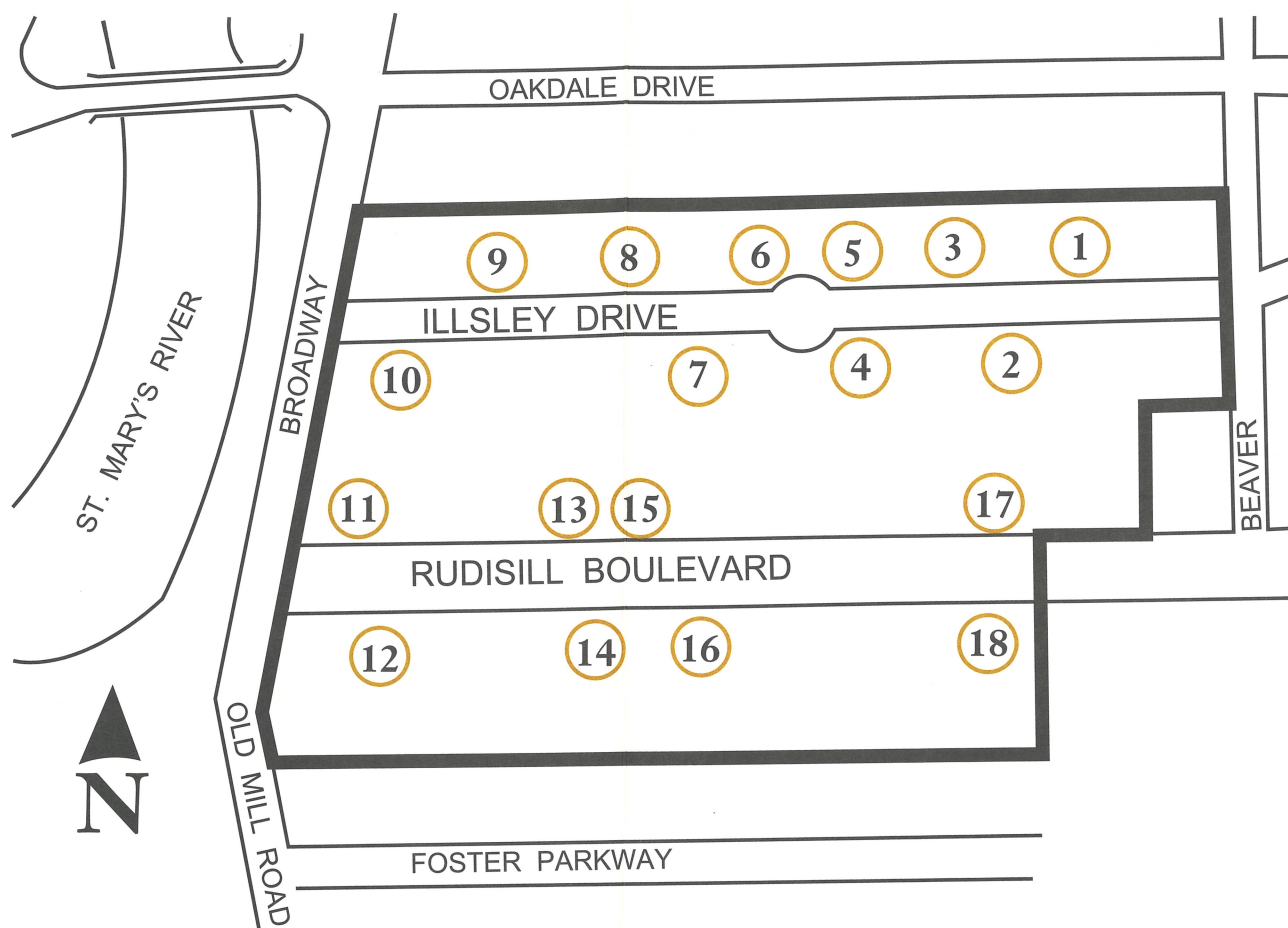 OAKDALE DRIVE
9
8
6
5
3
1
ILLSLEY DRIVE
10
7
4
2
BROADWAY
ST. MARY'S RIVER
BEAVER
11
13
15
17
RUDISILL BOULEVARD
12
14
16
18
N
OLD MILL ROAD
FOSTER PARKWAY